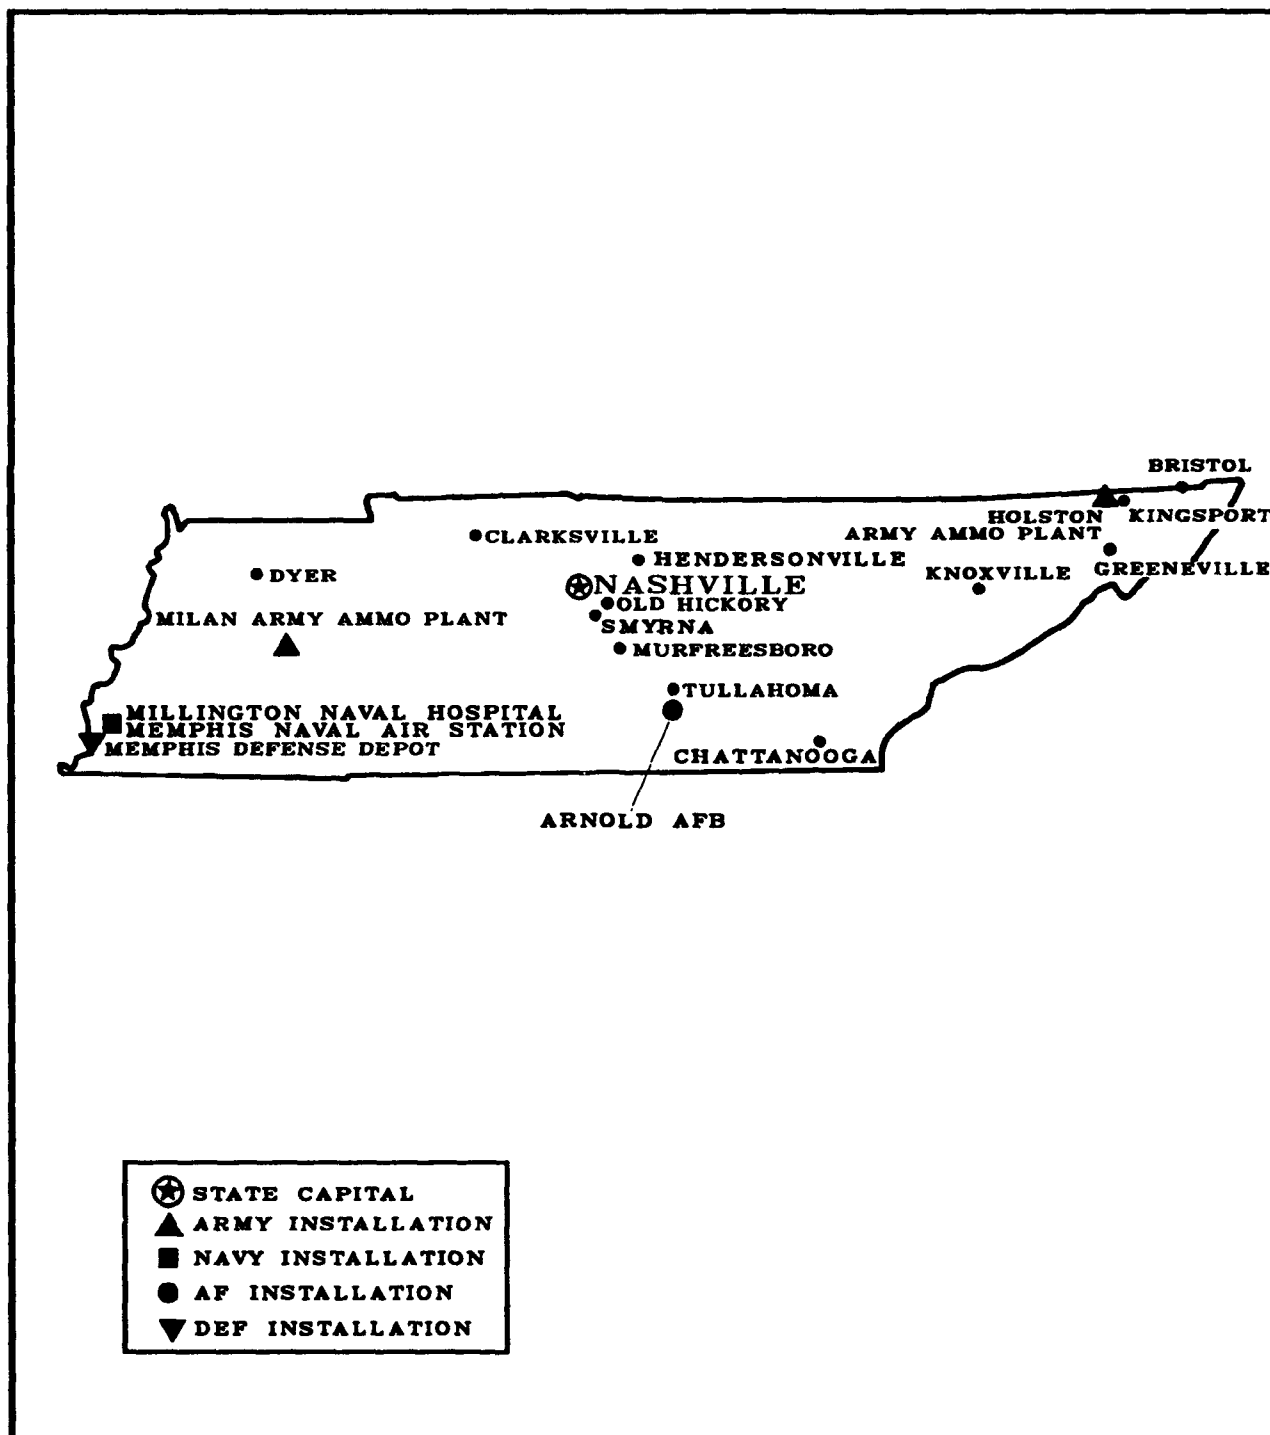 BRISTOL
HOLSTON
KINGSPORT
CLARKSVILLE
ARMY AMMO PLANT
HENDERSONVILLE
GREENEVILLE
KNOXVILLE
DYER
NASHVILLE
OLD HICKORY
MILAN ARMY AMMO PLANT
SMYRNA
MURFREESBORO
TULLAHOMA
MILLINGTON NAVAL HOSPITAL
MEMPHIS NAVAL AIR STATION
MEMPHIS DEFENSE DEPOT
CHATTANOOGA
ARNOLD AFB
STATE CAPITAL
ARMY INSTALLATION
NAVY INSTALLATION
AF INSTALLATION
DEF INSTALLATION